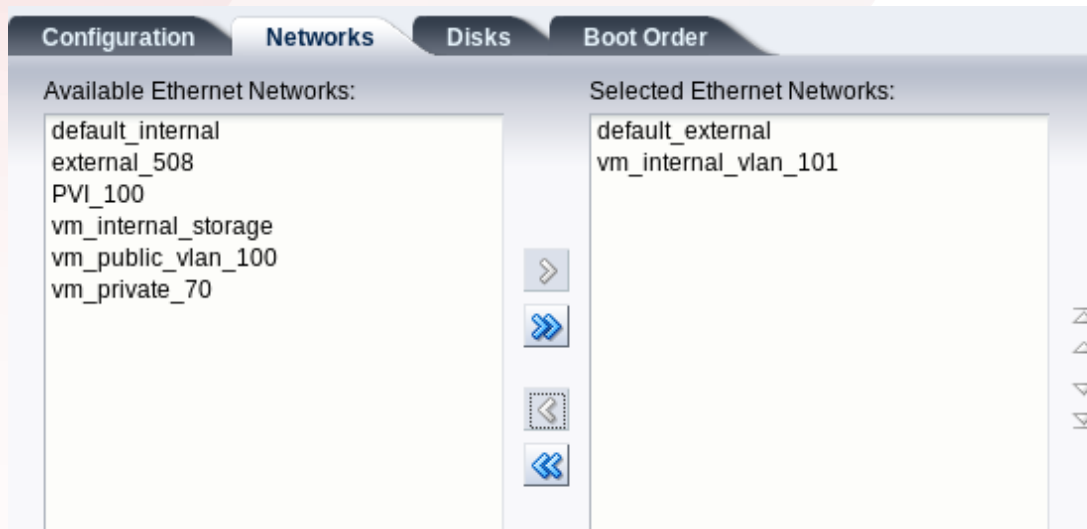 Configuration Networks Disks Boot Order
Available Ethernet Networks:
default_internal
external_508
PVI_100
vm_internal_storage
vm_public_vlan_100
vm_private_70
Selected Ethernet Networks:
default_external
vm_internal_vlan_101